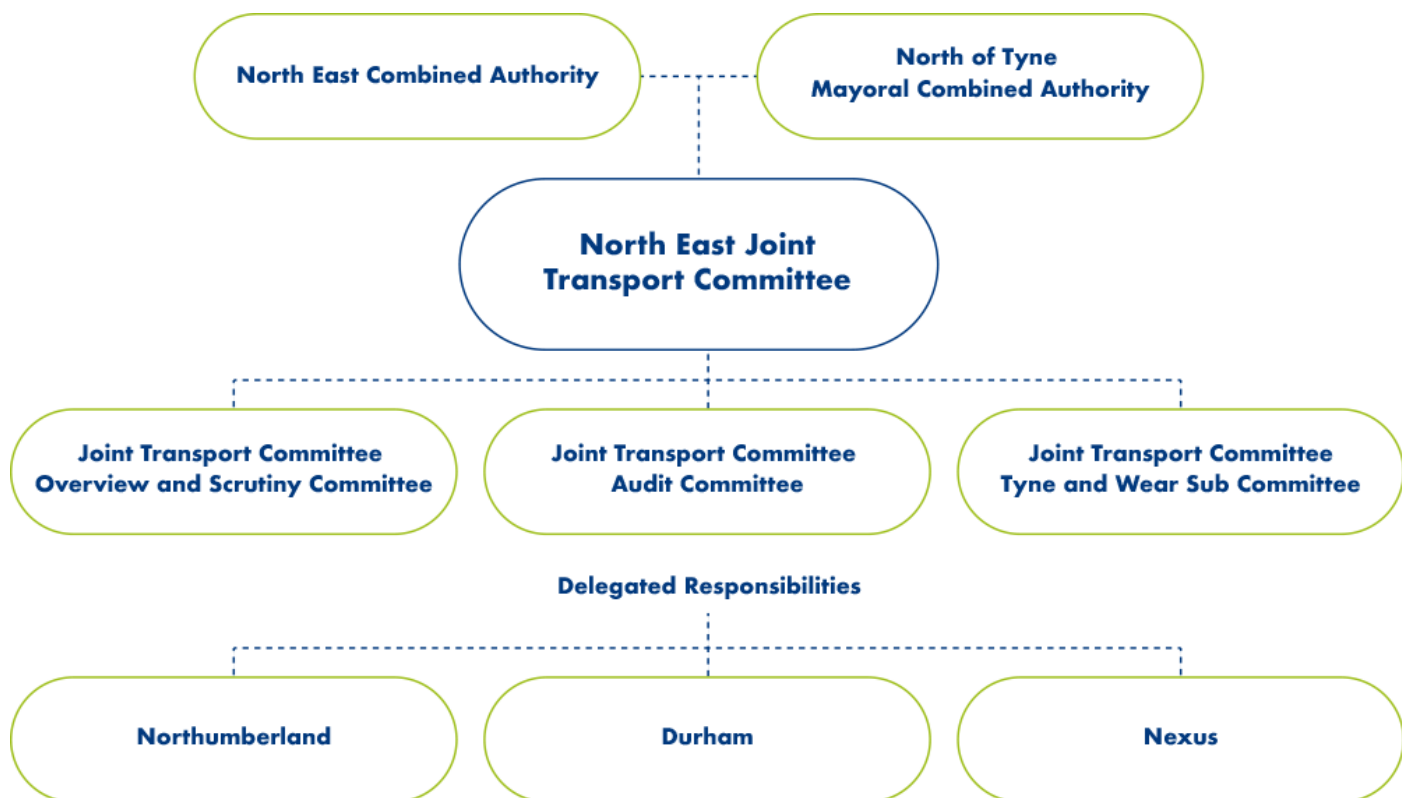 North East Combined Authority
North of Tyne
Mayoral Combined Authority
North East Joint
Transport Committee
Joint Transport Committee
Overview and Scrutiny Committee
Joint Transport Committee
Audit Committee
Joint Transport Committee
Tyne and Wear Sub Committee
Delegated Responsibilities
Northumberland
Durham
Nexus